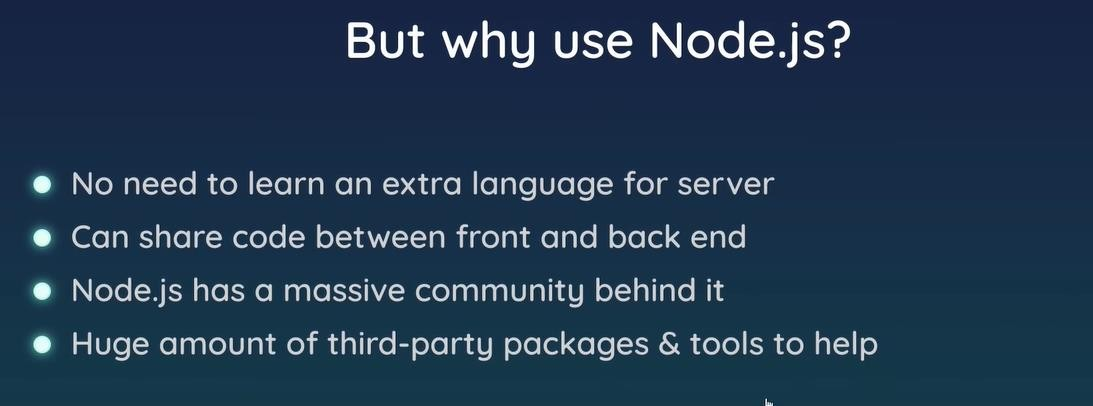 But why use Node.js?
No need to learn an extra language for server
Can share code between front and back end
Node.js has a massive community behind it
Huge amount of third-party packages & tools to help